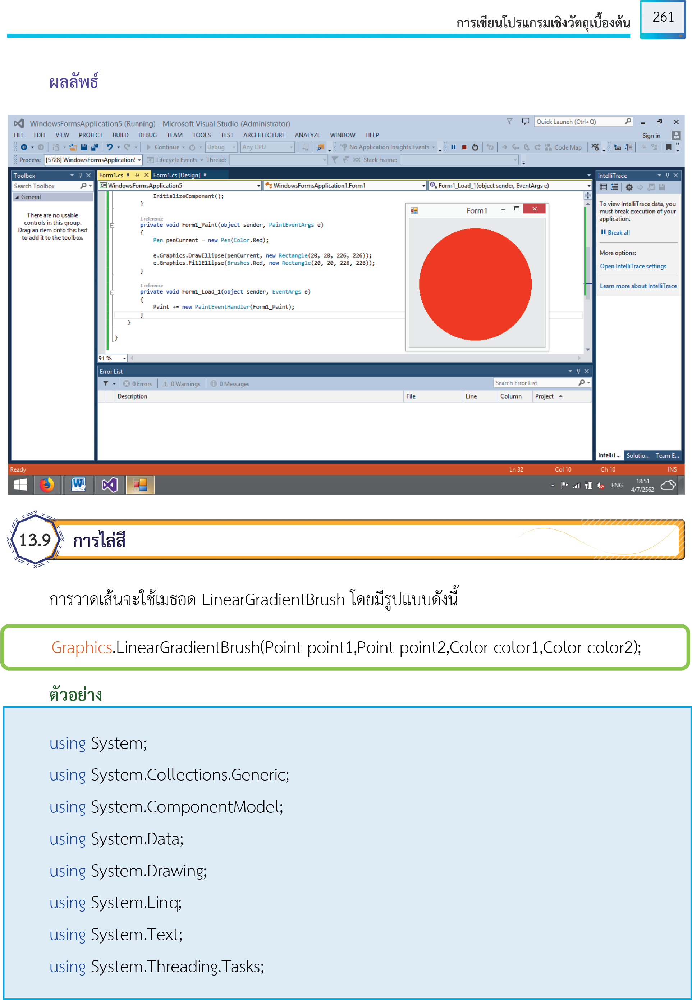 การเขียนโปรแกรมเชิงวัตถุเบื้องต้น 261
ผลลัพธ์
WindowsFormsApplication5 (Running) - Microsoft Visual Studio (Administrator) Quick Launch (Ctrl+Q)
FILE EDIT VIEW PROJECT BUILD DEBUG TEAM TOOLS TEST ARCHITECTURE ANALYZE WINDOW HELP Sign in
Continue Debug Any CPU No Application Insights Events Code Map
Process: [5728] WindowsFormsApplication5 Lifecycle Events Thread: Stack Frame:
Toolbox
Search Toolbox
General
There are no usable
controls in this group.
Drag an item onto this text
to add it to the toolbox.
Form1.cs Form1.cs [Design]
WindowsFormsApplication5 WindowsFormsApplication1.Form1 Form1_Load_1(object sender, EventArgs e)
InitializeComponent();
}
1 reference
private void Form1_Paint(object sender, PaintEventArgs e)
{
Pen penCurrent = new Pen(Color.Red);
e.Graphics.DrawEllipse(penCurrent, new Rectangle(20, 20, 226, 226));
e.Graphics.FillEllipse(Brushes.Red, new Rectangle(20, 20, 226, 226));
}
1 reference
private void Form1_Load_1(object sender, EventArgs e)
{
Paint += new PaintEventHandler(Form1_Paint);
}
}
}
91 %
Form1
IntelliTrace
To view IntelliTrace data, you
must break execution of your
application.
Break all
More options:
Open IntelliTrace settings
Learn more about IntelliTrace
Error List
0 Errors 0 Warnings 0 Messages Search Error List
Description File Line Column Project
IntelliT... Solutio... Team E...
Ready Ln 32 Col 10 Ch 10 INS
ENG 18:51
4/7/2562
13.9 การไล่สี
การวาดเส้นจะใช้เมธอด LinearGradientBrush โดยมีรูปแบบดังนี้
Graphics.LinearGradientBrush(Point point1,Point point2,Color color1,Color color2);
ตัวอย่าง
using System;
using System.Collections.Generic;
using System.ComponentModel;
using System.Data;
using System.Drawing;
using System.Linq;
using System.Text;
using System.Threading.Tasks;